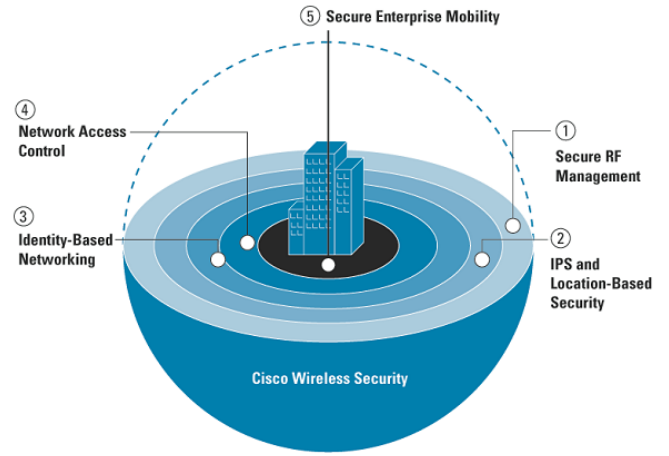 ⑤ Secure Enterprise Mobility
④
Network Access
Control
①
Secure RF
Management
③
Identity-Based
Networking
②
IPS and
Location-Based
Security
Cisco Wireless Security